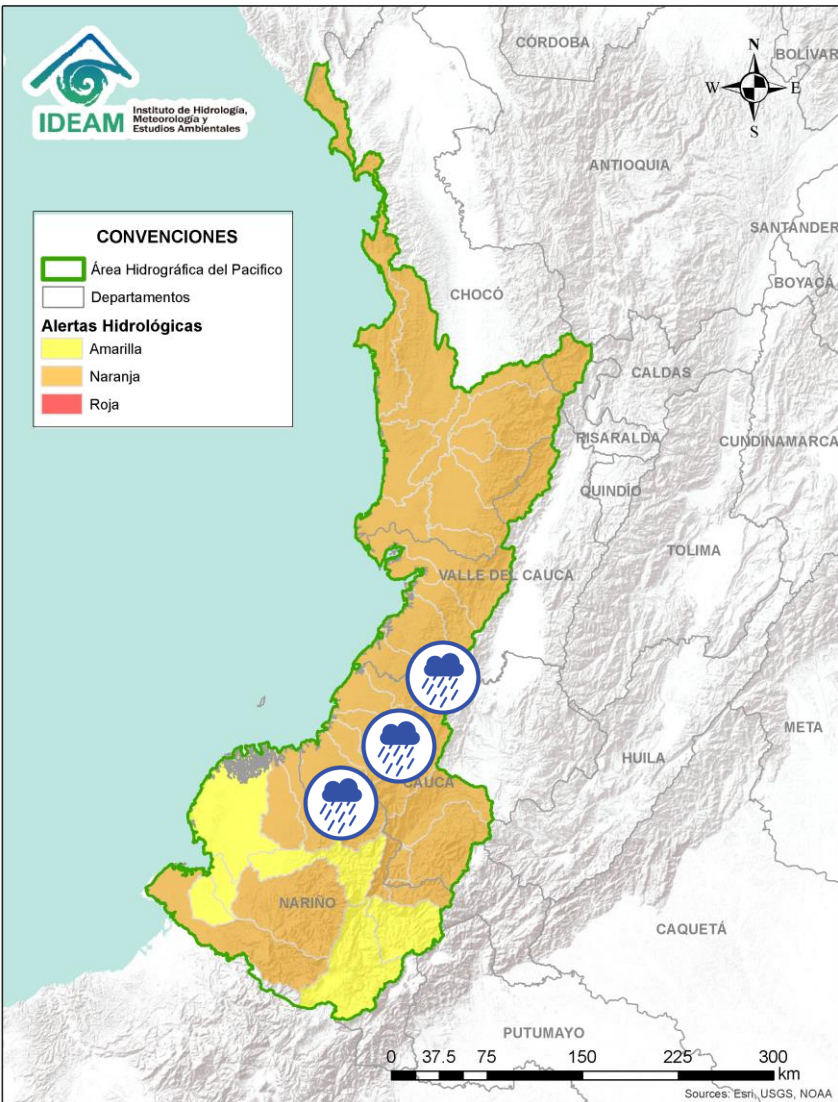 IDEAM
Instituto de Hidrología,
Meteorología y
Estudios Ambientales
CONVENCIONES
Área Hidrográfica del Pacifico
Departamentos
Alertas Hidrológicas
Amarilla
Naranja
Roja
N
W
E
S
CÓRDOBA
BOLÍVAR
ANTIOQUIA
SANTANDER
BOYACÁ
CHOCÓ
CALDAS
RISARALDA
CUNDINAMARCA
QUINDÍO
TOLIMA
VALLE DEL CAUCA
META
HUILA
CAUCA
NARIÑO
CAQUETÁ
PUTUMAYO
0 37.5 75 150 225 300
km
Sources: Esri, USGS, NOAA